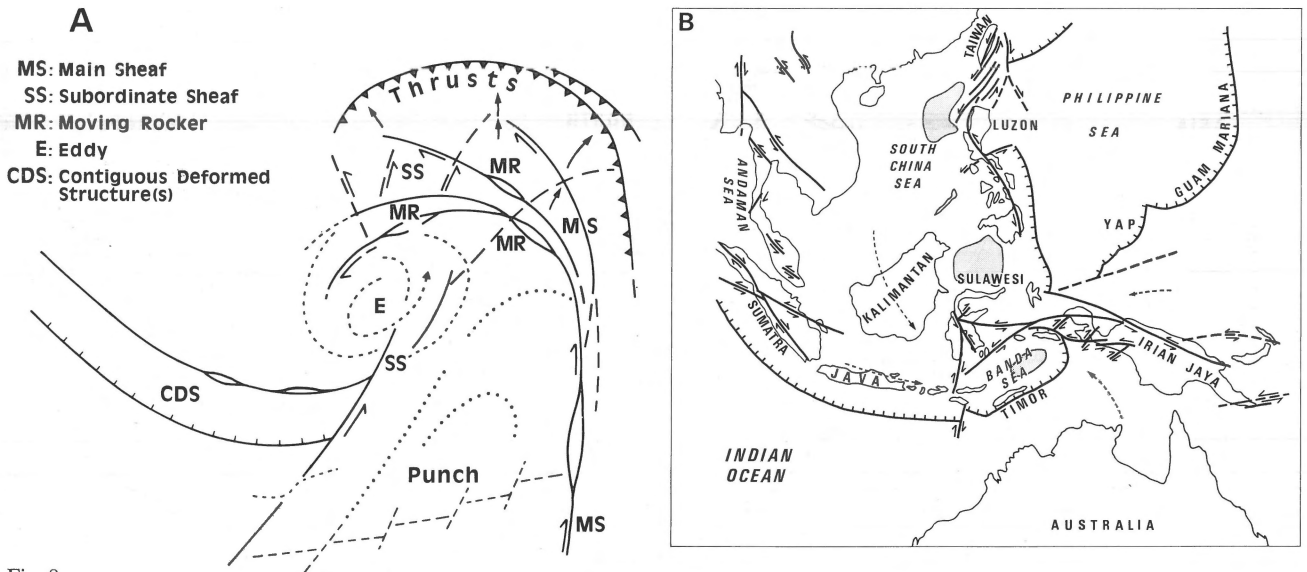 A
MS: Main Sheaf
SS: Subordinate Sheaf
MR: Moving Rocker
E: Eddy
CDS: Contiguous Deformed
Structure(s)
Thrusts
SS
MR
MR
MR
MS
E
SS
CDS
Punch
MS
B
TAIWAN
PHILIPPINE
SEA
LUZON
SOUTH
CHINA
SEA
GUAM MARIANA
ANDAMAN
SEA
YAP
KALIMANTAN
SULAWESI
SUMATRA
IRIAN JAYA
JAVA
BANDA
SEA
TIMOR
INDIAN
OCEAN
AUSTRALIA